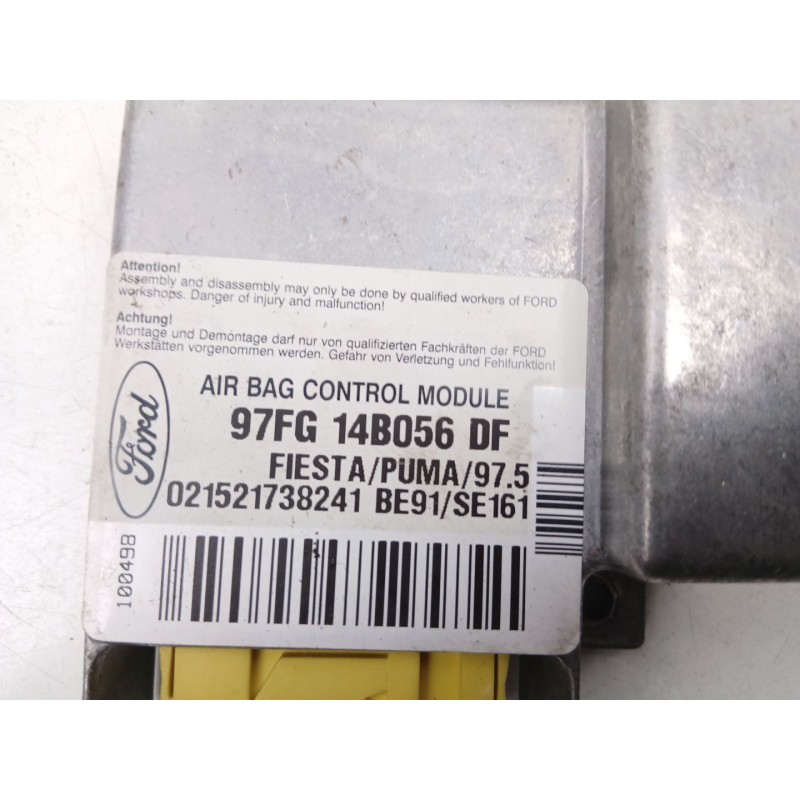 Attention!
Assembly and disassembly may only be done by qualified workers of FORD
workshops. Danger of injury and malfunction!
Achtung!
Montage und Demontage darf nur von qualifizierten Fachkräften der FORD
Werkstätten vorgenommen werden. Gefahr von Verletzung und Fehlfunktion!
Ford
AIR BAG CONTROL MODULE
97FG 14B056 DF
FIESTA/PUMA/97.5
021521738241 BE91/SE161
100498